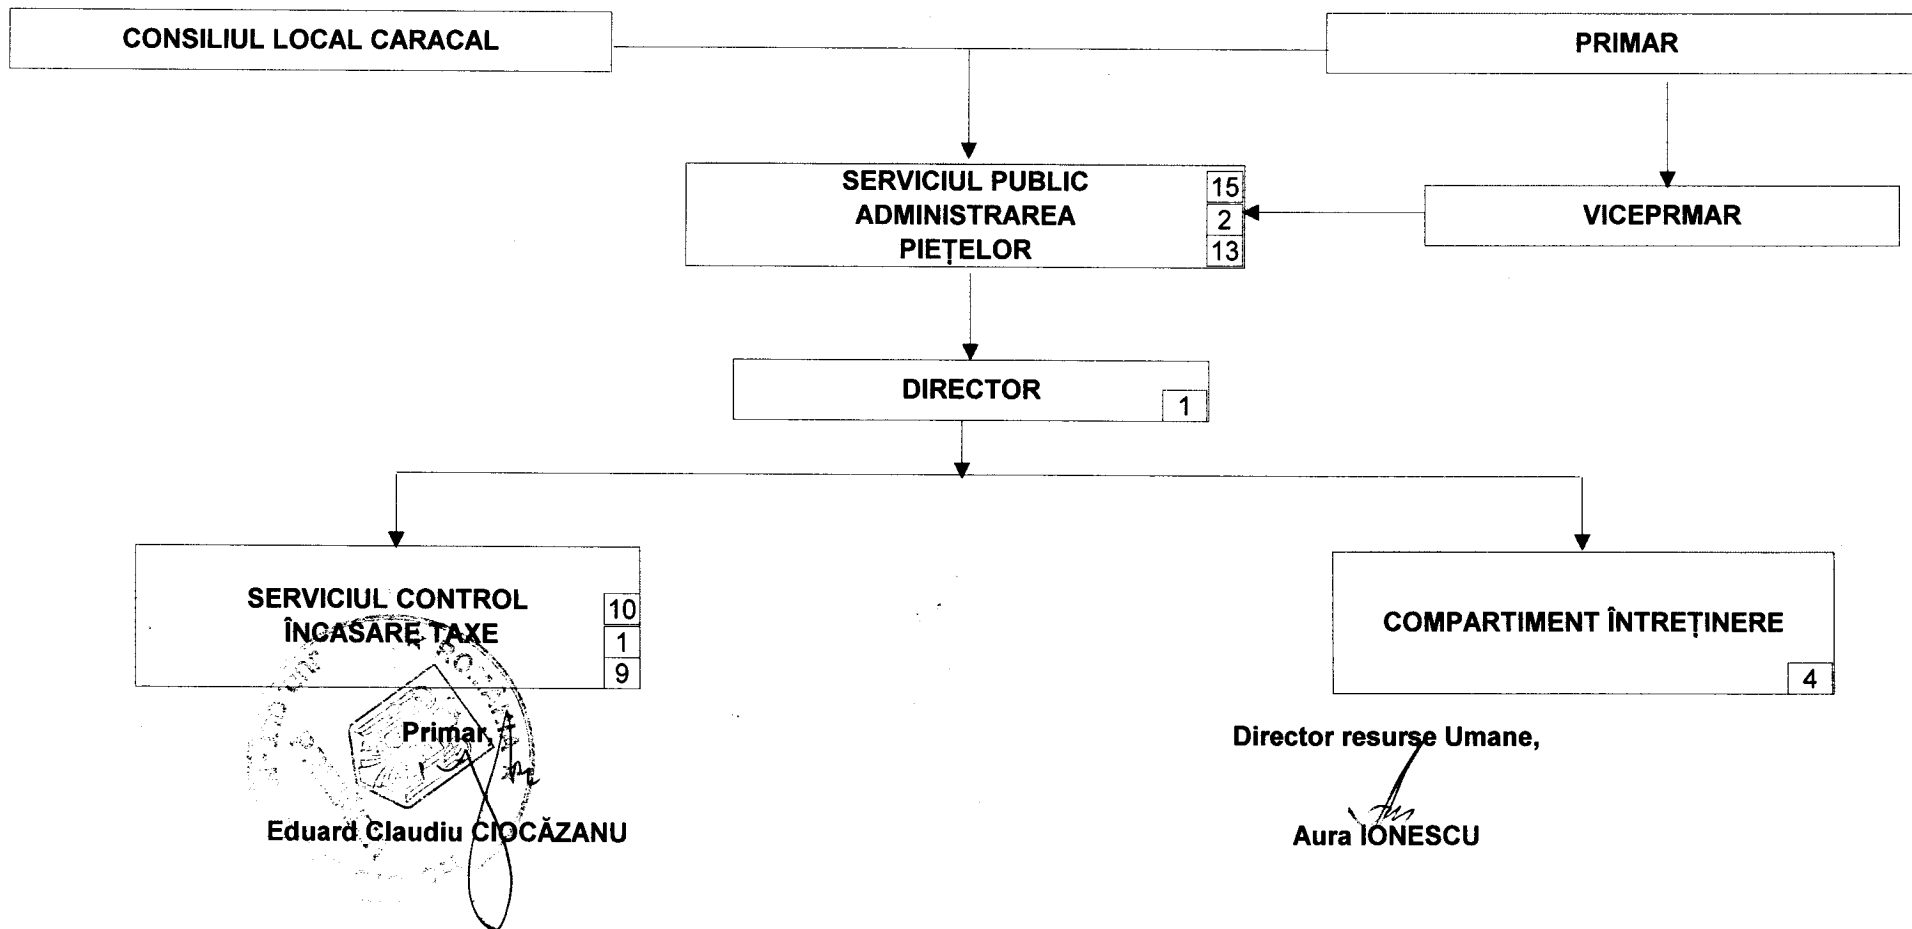 CONSILIUL LOCAL CARACAL
PRIMAR
SERVICIUL PUBLIC
ADMINISTRAREA
PIEȚELOR
15
2
13
VICEPRMAR
DIRECTOR
1
SERVICIUL CONTROL
ÎNCASARE TAXE
10
1
9
COMPARTIMENT ÎNTREȚINERE
4
Primar,
Eduard Claudiu CIOCĂZANU
Director resurse Umane,
Aura IONESCU